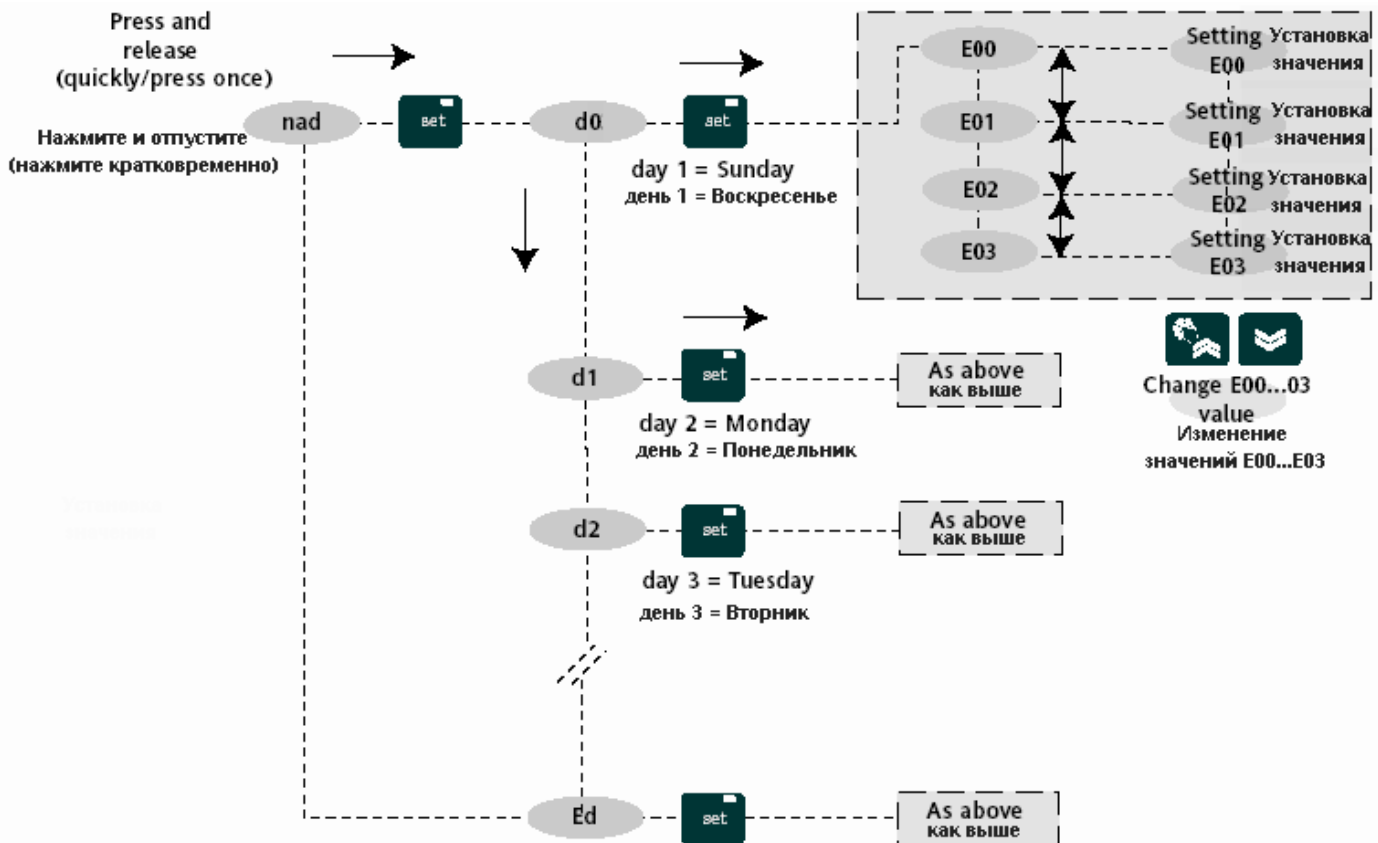 Press and
release
(quickly/press once)
nad
set
d0
set
Нажмите и отпустите
(нажмите кратковременно)
day 1 = Sunday
день 1 = Воскресенье
E00
Setting E00
Установка значения
E01
Setting E01
Установка значения
E02
Setting E02
Установка значения
E03
Setting E03
Установка значения
d1
set
As above
как выше
day 2 = Monday
день 2 = Понедельник
Change E00...03
value
Изменение
значений E00...E03
d2
set
As above
как выше
day 3 = Tuesday
день 3 = Вторник
Ed
set
As above
как выше